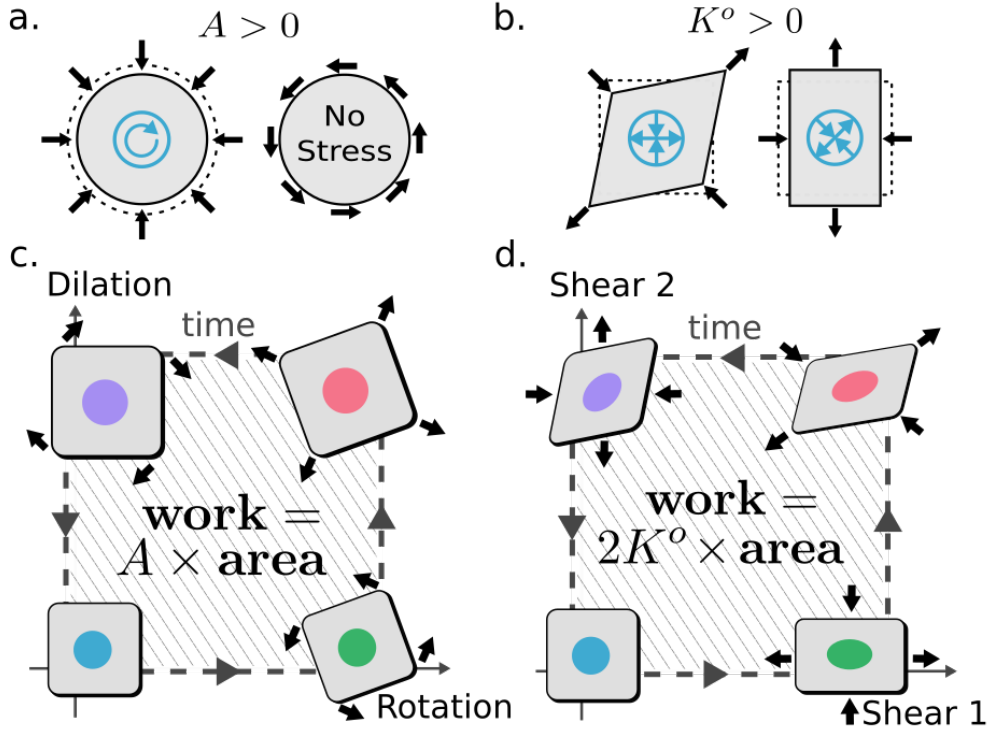 a.
A > 0
No
Stress
b.
K^o > 0
c.
Dilation
time
work =
A × area
Rotation
d.
Shear 2
time
work =
2K^o × area
Shear 1